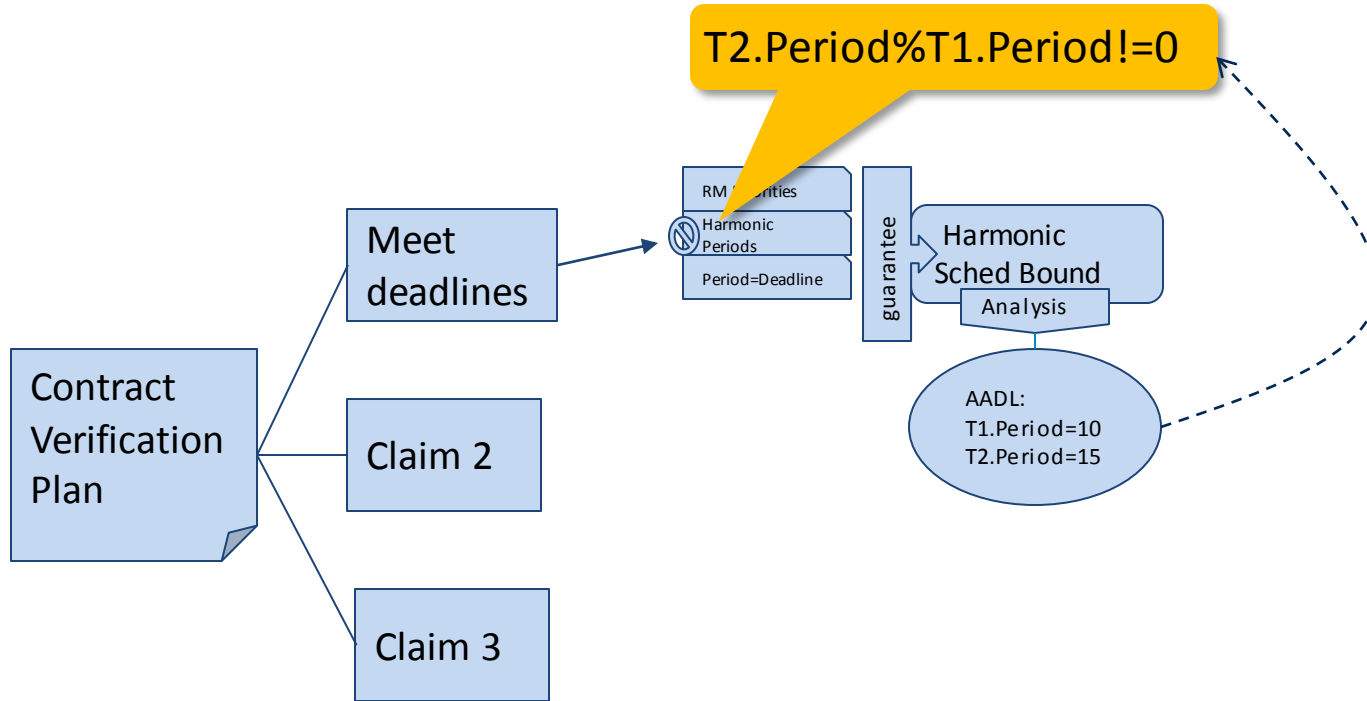 T2.Period%T1.Period!=0
RM
Harmonic
Periods
Period=Deadline
guarantee
Harmonic
Sched Bound
Analysis
AADL:
T1.Period=10
T2.Period=15
Meet
deadlines
Contract
Verification
Plan
Claim 2
Claim 3